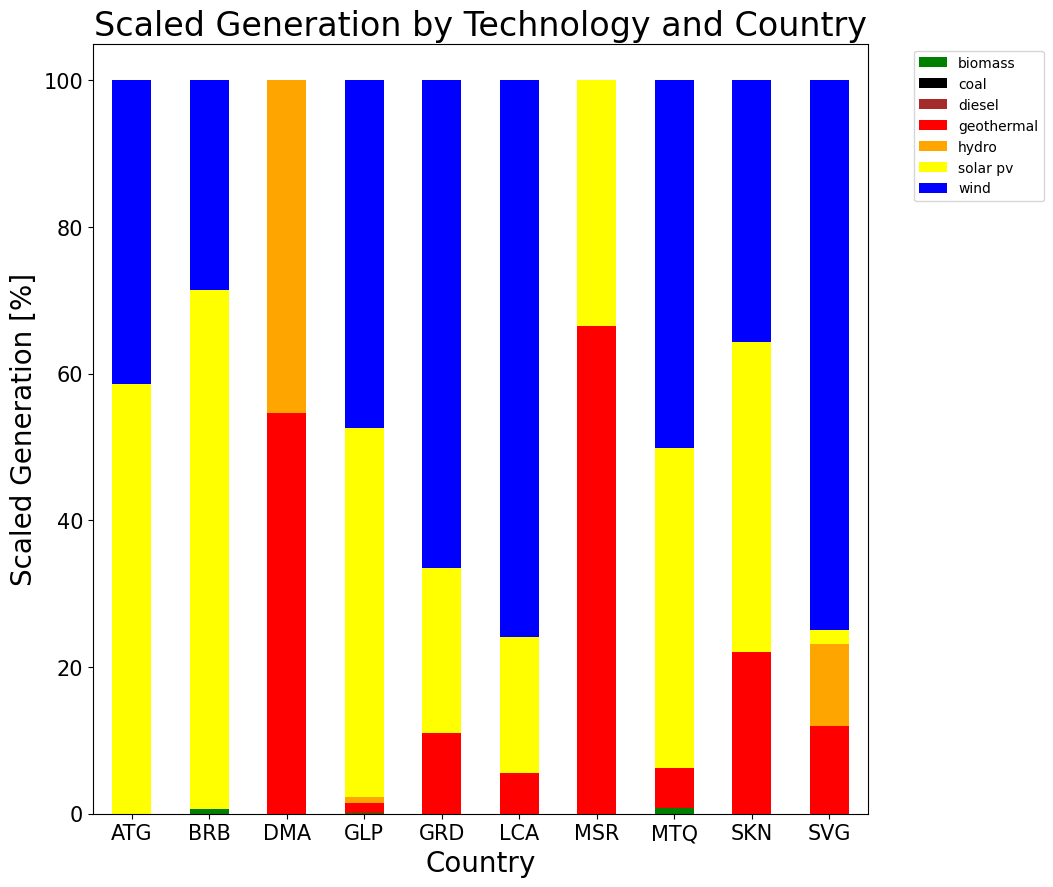 Scaled Generation by Technology and Country
Scaled Generation [%]
100
80
60
40
20
0
ATG BRB DMA GLP GRD LCA MSR MTQ SKN SVG
Country
biomass
coal
diesel
geothermal
hydro
solar pv
wind